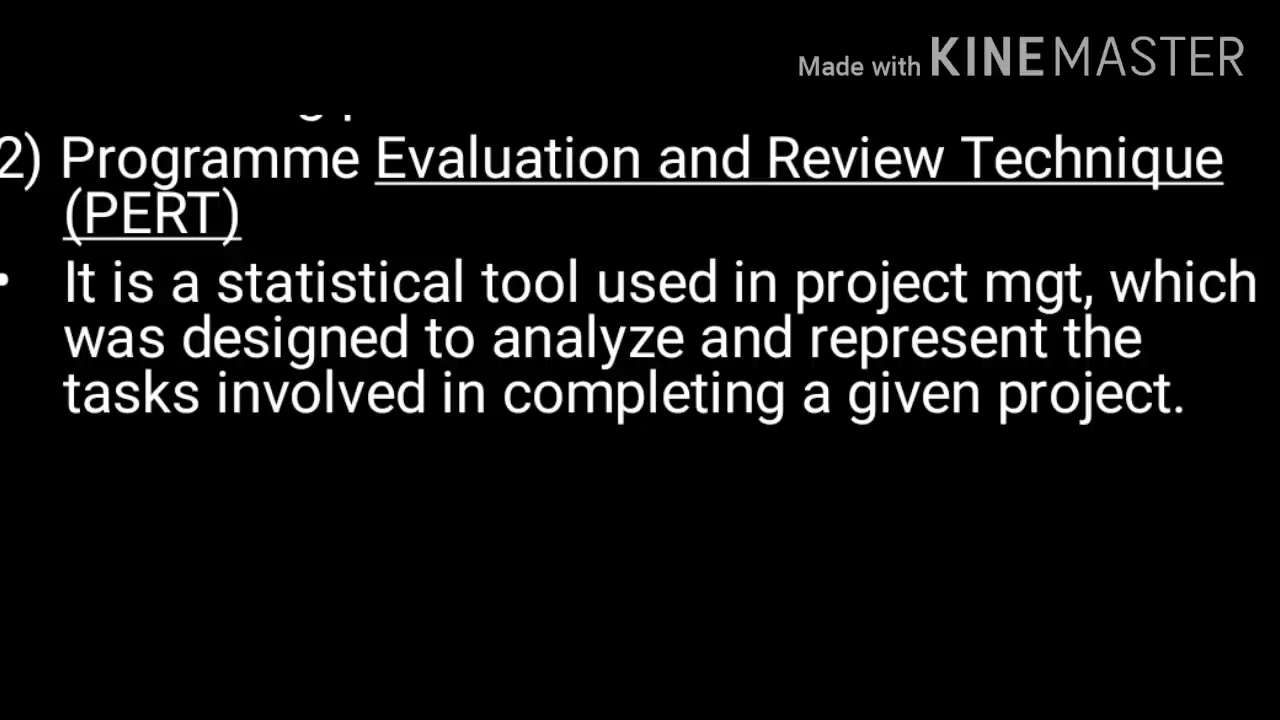 Made with KINEMASTER
2) Programme Evaluation and Review Technique
(PERT)
• It is a statistical tool used in project mgt, which
was designed to analyze and represent the
tasks involved in completing a given project.